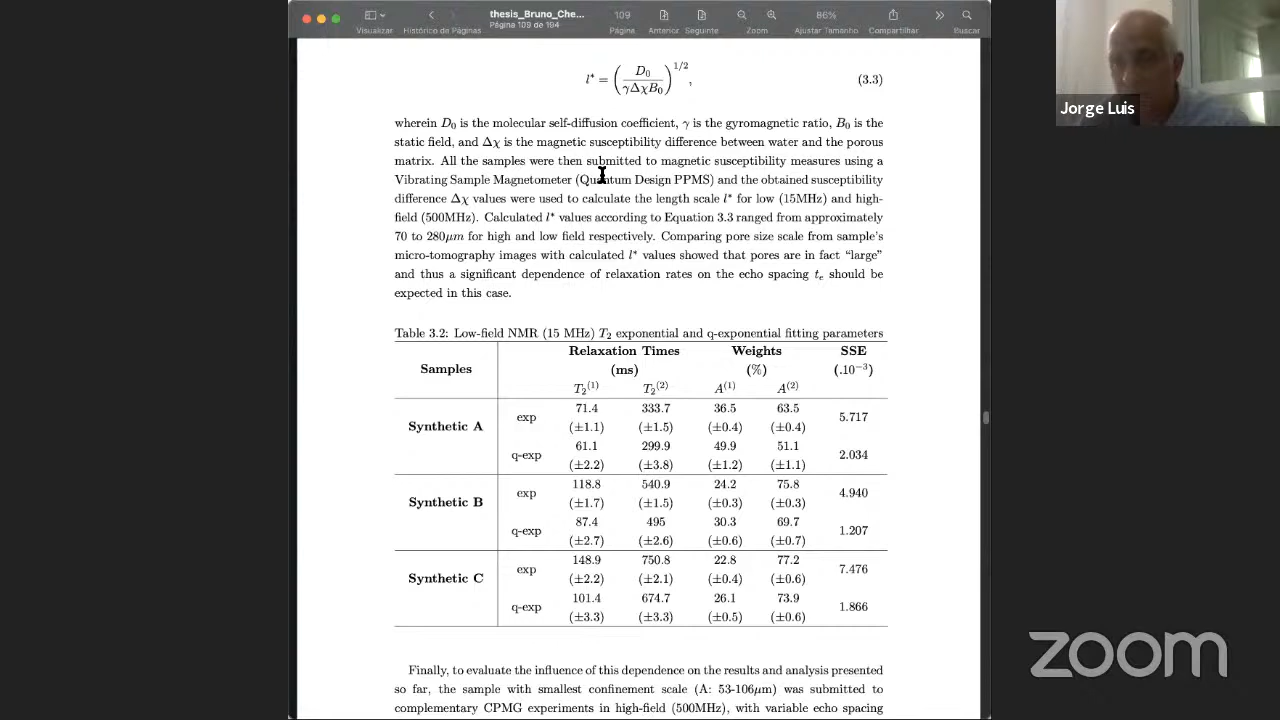 thesis_Bruno_Che...
Página 109 de 194
109
86%
Visualizar
Histórico de Páginas
Página
Anterior
Seguinte
Zoom
Ajustar Tamanho
Compartilhar
Buscar
Jorge Luis
l* = (D₀ / γΔχB₀)^1/2, (3.3)
wherein D₀ is the molecular self-diffusion coefficient, γ is the gyromagnetic ratio, B₀ is the
static field, and Δχ is the magnetic susceptibility difference between water and the porous
matrix. All the samples were then submitted to magnetic susceptibility measures using a
Vibrating Sample Magnetometer (Quantum Design PPMS) and the obtained susceptibility
difference Δχ values were used to calculate the length scale l* for low (15MHz) and high-
field (500MHz). Calculated l* values according to Equation 3.3 ranged from approximately
70 to 280μm for high and low field respectively. Comparing pore size scale from sample's
micro-tomography images with calculated l* values showed that pores are in fact “large”
and thus a significant dependence of relaxation rates on the echo spacing tₑ should be
expected in this case.
Table 3.2: Low-field NMR (15 MHz) T₂ exponential and q-exponential fitting parameters
Relaxation Times Weights SSE
Samples (ms) (%) (.10⁻³)
T₂⁽¹⁾ T₂⁽²⁾ A⁽¹⁾ A⁽²⁾
71.4 333.7 36.5 63.5
exp 5.717
Synthetic A (±1.1) (±1.5) (±0.4) (±0.4)
61.1 299.9 49.9 51.1
q-exp 2.034
(±2.2) (±3.8) (±1.2) (±1.1)
118.8 540.9 24.2 75.8
exp 4.940
Synthetic B (±1.7) (±1.5) (±0.3) (±0.3)
87.4 495 30.3 69.7
q-exp 1.207
(±2.7) (±2.6) (±0.6) (±0.7)
148.9 750.8 22.8 77.2
exp 7.476
Synthetic C (±2.2) (±2.1) (±0.4) (±0.6)
101.4 674.7 26.1 73.9
q-exp 1.866
(±3.3) (±3.3) (±0.5) (±0.6)
Finally, to evaluate the influence of this dependence on the results and analysis presented
so far, the sample with smallest confinement scale (A: 53-106μm) was submitted to
complementary CPMG experiments in high-field (500MHz), with variable echo spacing
zoom